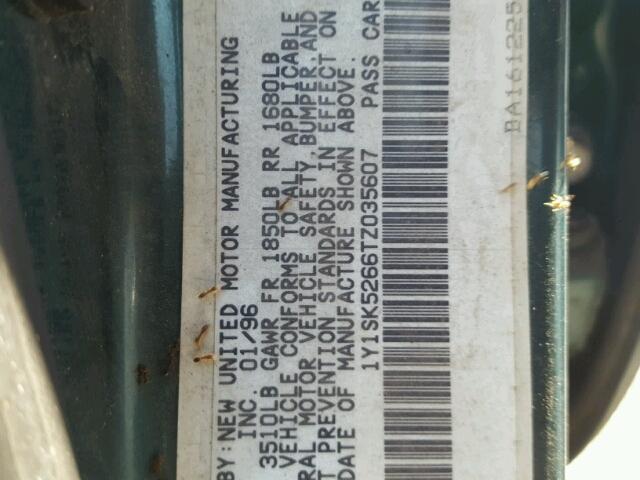 BY: NEW UNITED MOTOR MANUFACTURING
INC. 01/96
3510LB GAWR FR 1850LB RR 1680LB
VEHICLE CONFORMS TO ALL APPLICABLE
RAL MOTOR VEHICLE SAFETY, BUMPER, AND
T PREVENTION STANDARDS IN EFFECT ON
DATE OF MANUFACTURE SHOWN ABOVE.
1Y1SK5266TZ035607 PASS CAR
BA161225